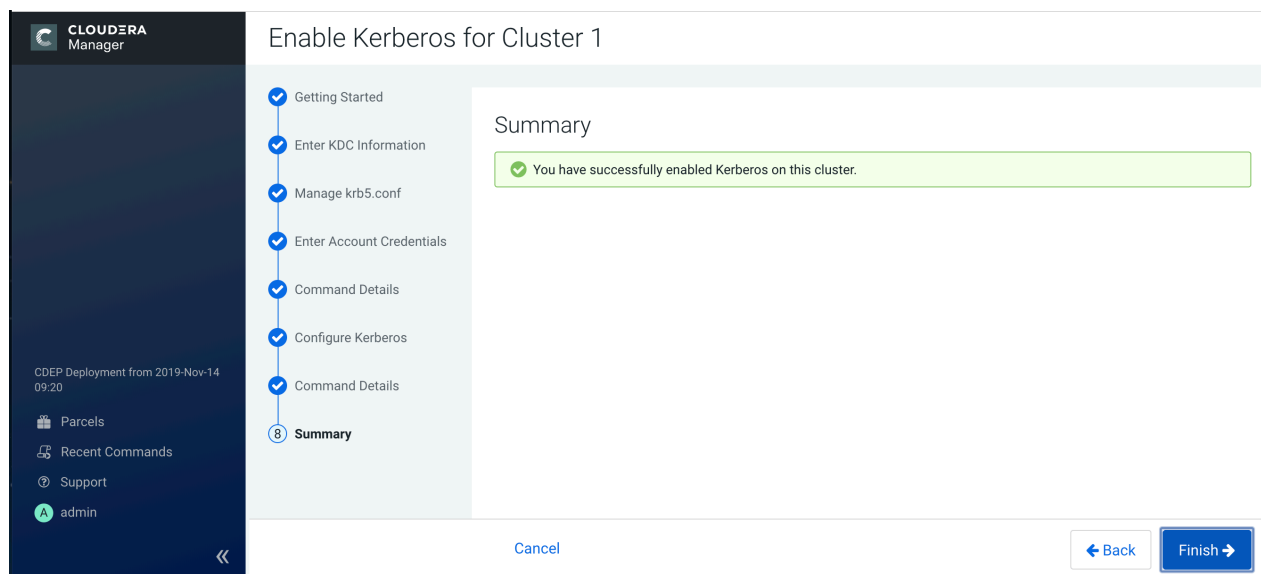 CLOUDERA
Manager
Enable Kerberos for Cluster 1
Getting Started
Enter KDC Information
Manage krb5.conf
Enter Account Credentials
Command Details
Configure Kerberos
Command Details
8 Summary
Summary
You have successfully enabled Kerberos on this cluster.
CDEP Deployment from 2019-Nov-14
09:20
Parcels
Recent Commands
Support
A admin
Cancel
Back
Finish